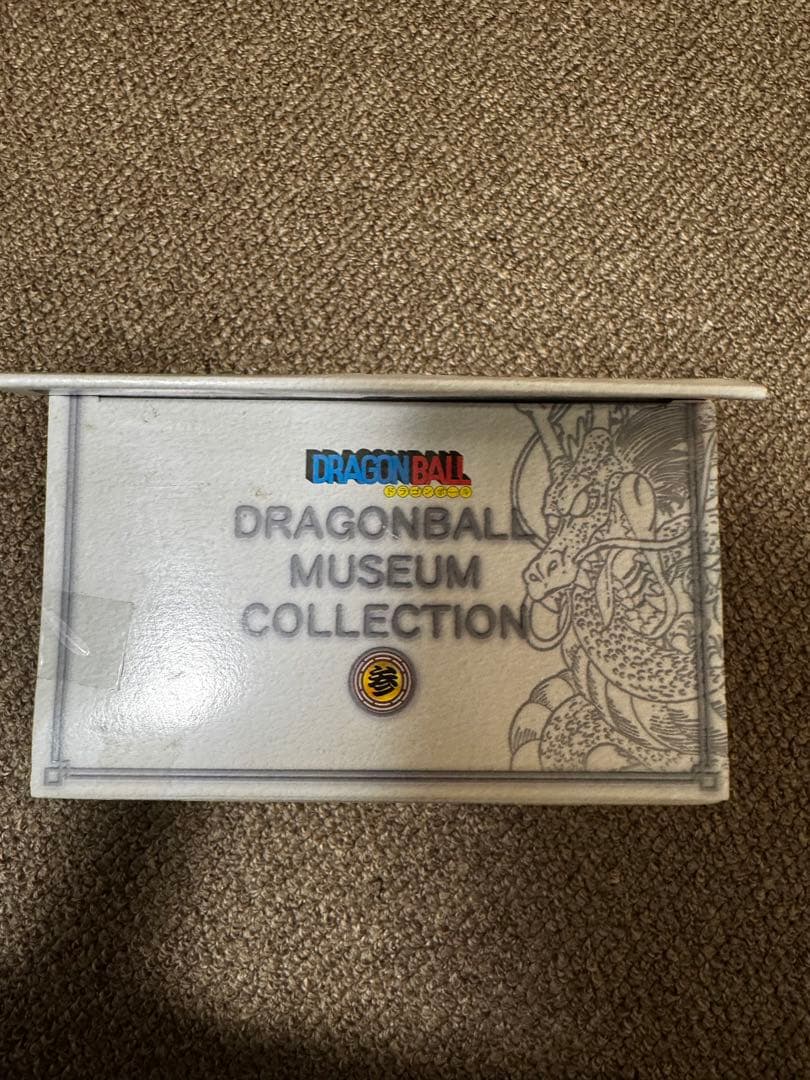 DRAGONBALL
ドラゴンボール
DRAGONBALL
MUSEUM
COLLECTION
参